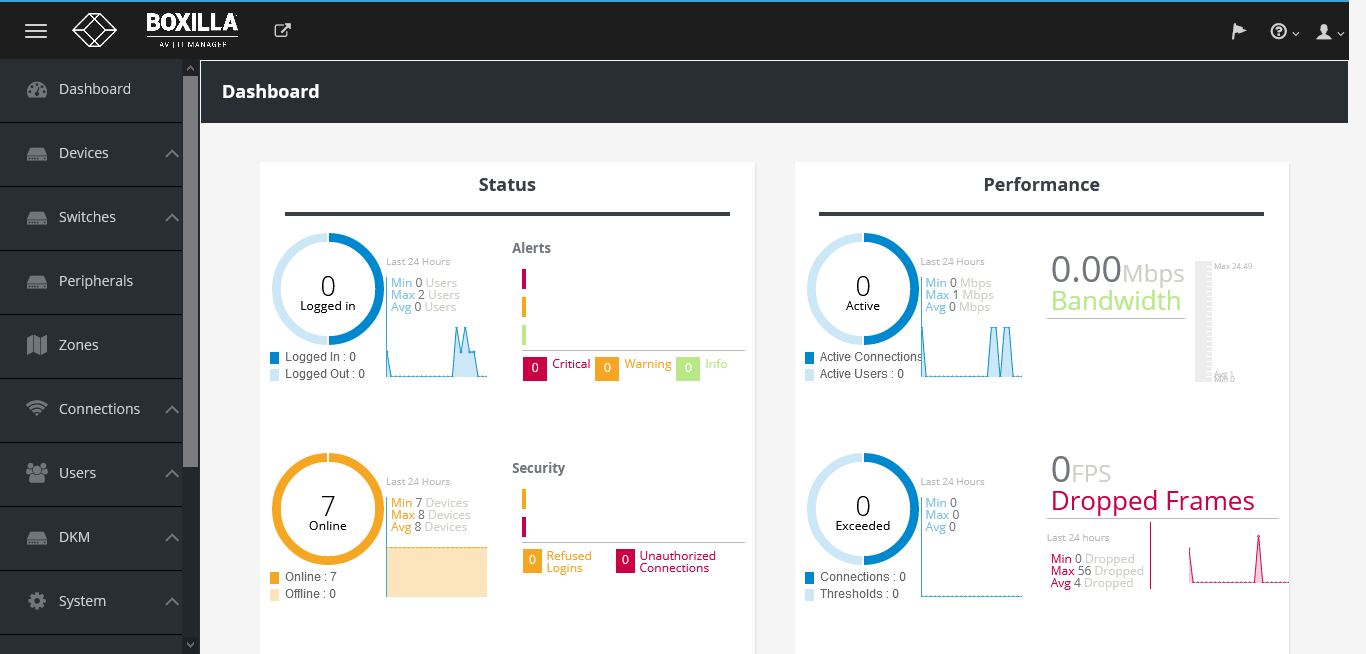 BOXILLA
AV | IT MANAGER
Dashboard
Devices
Switches
Peripherals
Zones
Connections
Users
DKM
System
Dashboard
Status
0
Logged in
Last 24 Hours
Min 0 Users
Max 2 Users
Avg 0 Users
Logged In : 0
Logged Out : 0
Alerts
0 Critical
0 Warning
0 Info
7
Online
Last 24 Hours
Min 7 Devices
Max 8 Devices
Avg 8 Devices
Online : 7
Offline : 0
Security
0 Refused
Logins
0 Unauthorized
Connections
Performance
0
Active
Last 24 Hours
Min 0 Mbps
Max 1 Mbps
Avg 0 Mbps
Active Connections
Active Users : 0
0.00Mbps
Bandwidth
Max 24.49
Avg 1
Min 0
0
Exceeded
Last 24 Hours
Min 0
Max 0
Avg 0
Connections : 0
Thresholds : 0
0FPS
Dropped Frames
Last 24 hours
Min 0 Dropped
Max 56 Dropped
Avg 4 Dropped